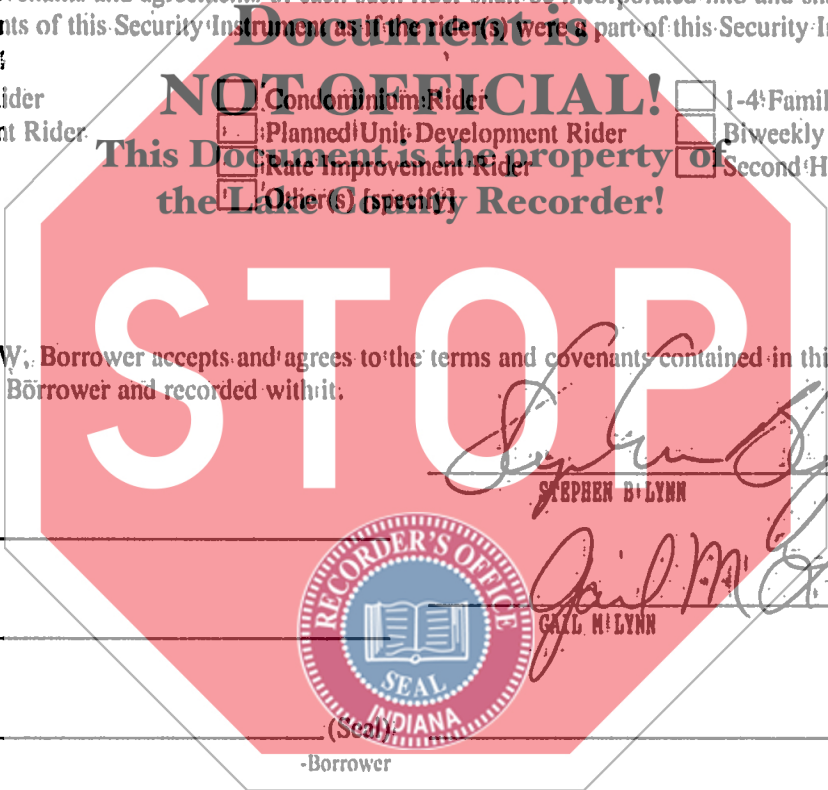 nts of this Security Instrument as if the rider(s) were a part of this Security I
Document is
NOT OFFICIAL!
This Document is the property of
the Lake County Recorder!
ider
Condominium Rider
1-4 Famil
nt Rider
Planned Unit Development Rider
Biweekly
Rate Improvement Rider
Second H
Other(s) [specify]
STOP
W, Borrower accepts and agrees to the terms and covenants contained in thi
Borrower and recorded with it.
STEPHEN B LYNN
GAIL M LYNN
RECORDER'S OFFICE
SEAL
INDIANA
(Seal)
-Borrower